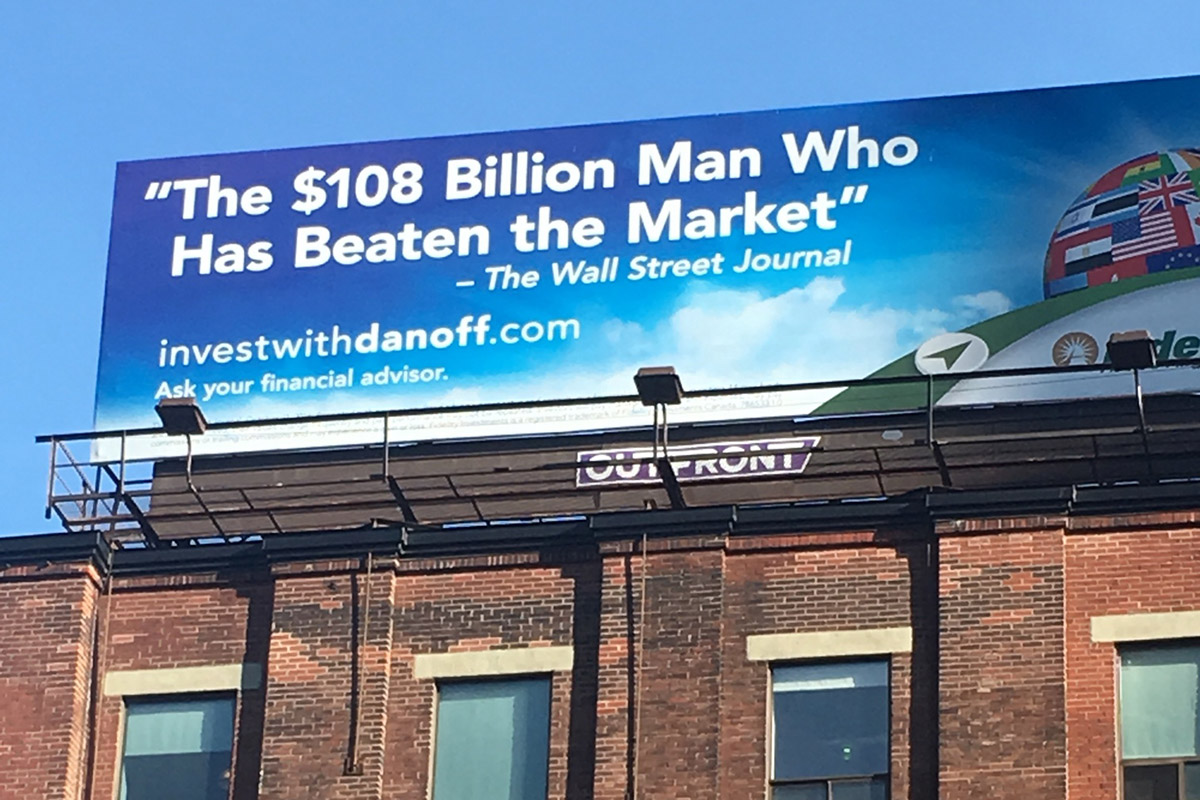 “The $108 Billion Man Who
Has Beaten the Market”
– The Wall Street Journal
investwithdanoff.com
Ask your financial advisor.
OUTFRONT